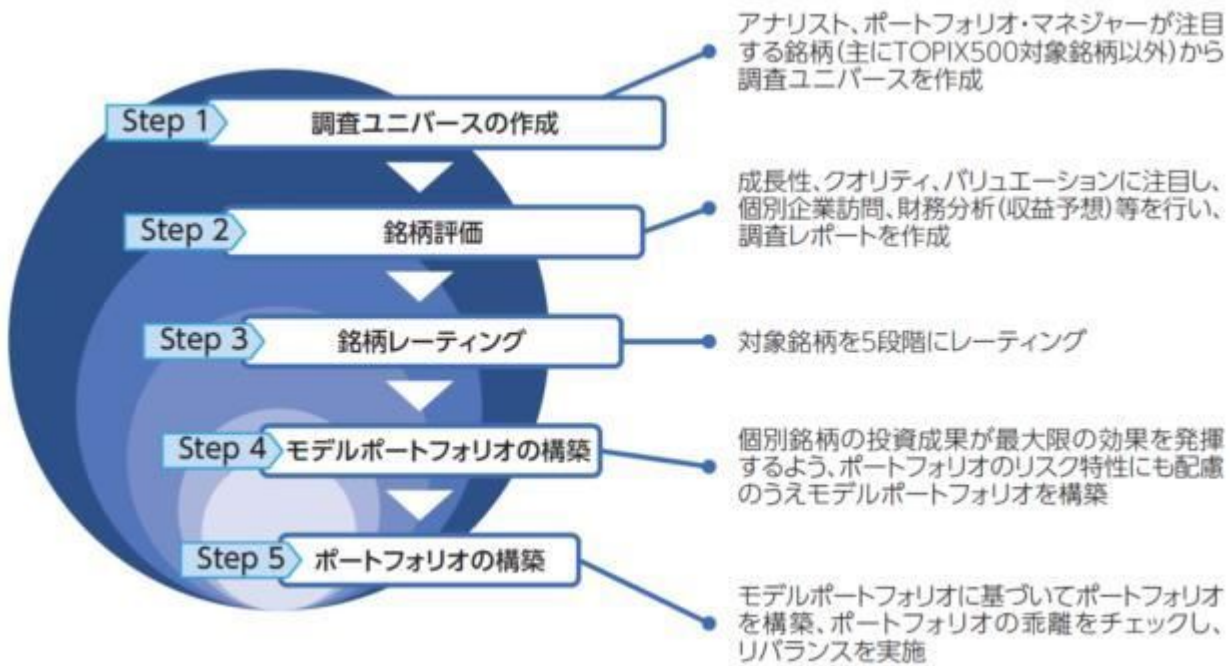 アナリスト、ポートフォリオ・マネジャーが注目
する銘柄(主にTOPIX500対象銘柄以外)から
調査ユニバースを作成
Step 1 調査ユニバースの作成
成長性、クオリティ、バリュエーションに注目し、
個別企業訪問、財務分析(収益予想)等を行い、
調査レポートを作成
Step 2 銘柄評価
Step 3 銘柄レーティング
対象銘柄を5段階にレーティング
Step 4 モデルポートフォリオの構築
個別銘柄の投資成果が最大限の効果を発揮
するよう、ポートフォリオのリスク特性にも配慮
のうえモデルポートフォリオを構築
Step 5 ポートフォリオの構築
モデルポートフォリオに基づいてポートフォリオ
を構築、ポートフォリオの乖離をチェックし、
リバランスを実施